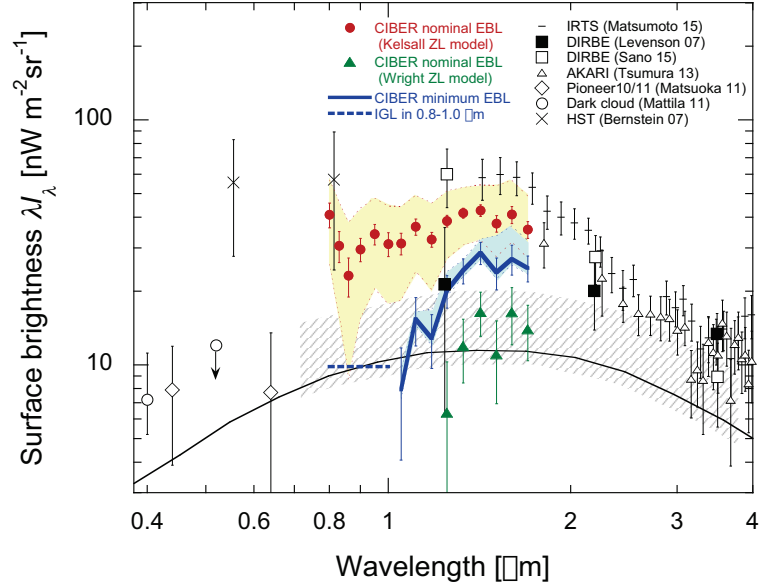 CIBER nominal EBL
(Kelsall ZL model)
CIBER nominal EBL
(Wright ZL model)
CIBER minimum EBL
IGL in 0.8-1.0 □m
IRTS (Matsumoto 15)
DIRBE (Levenson 07)
DIRBE (Sano 15)
AKARI (Tsumura 13)
Pioneer10/11 (Matsuoka 11)
Dark cloud (Mattila 11)
HST (Bernstein 07)
100
10
Surface brightness λI_λ [nW m⁻²sr⁻¹]
0.4 0.6 0.8 1 2 3 4
Wavelength [□m]